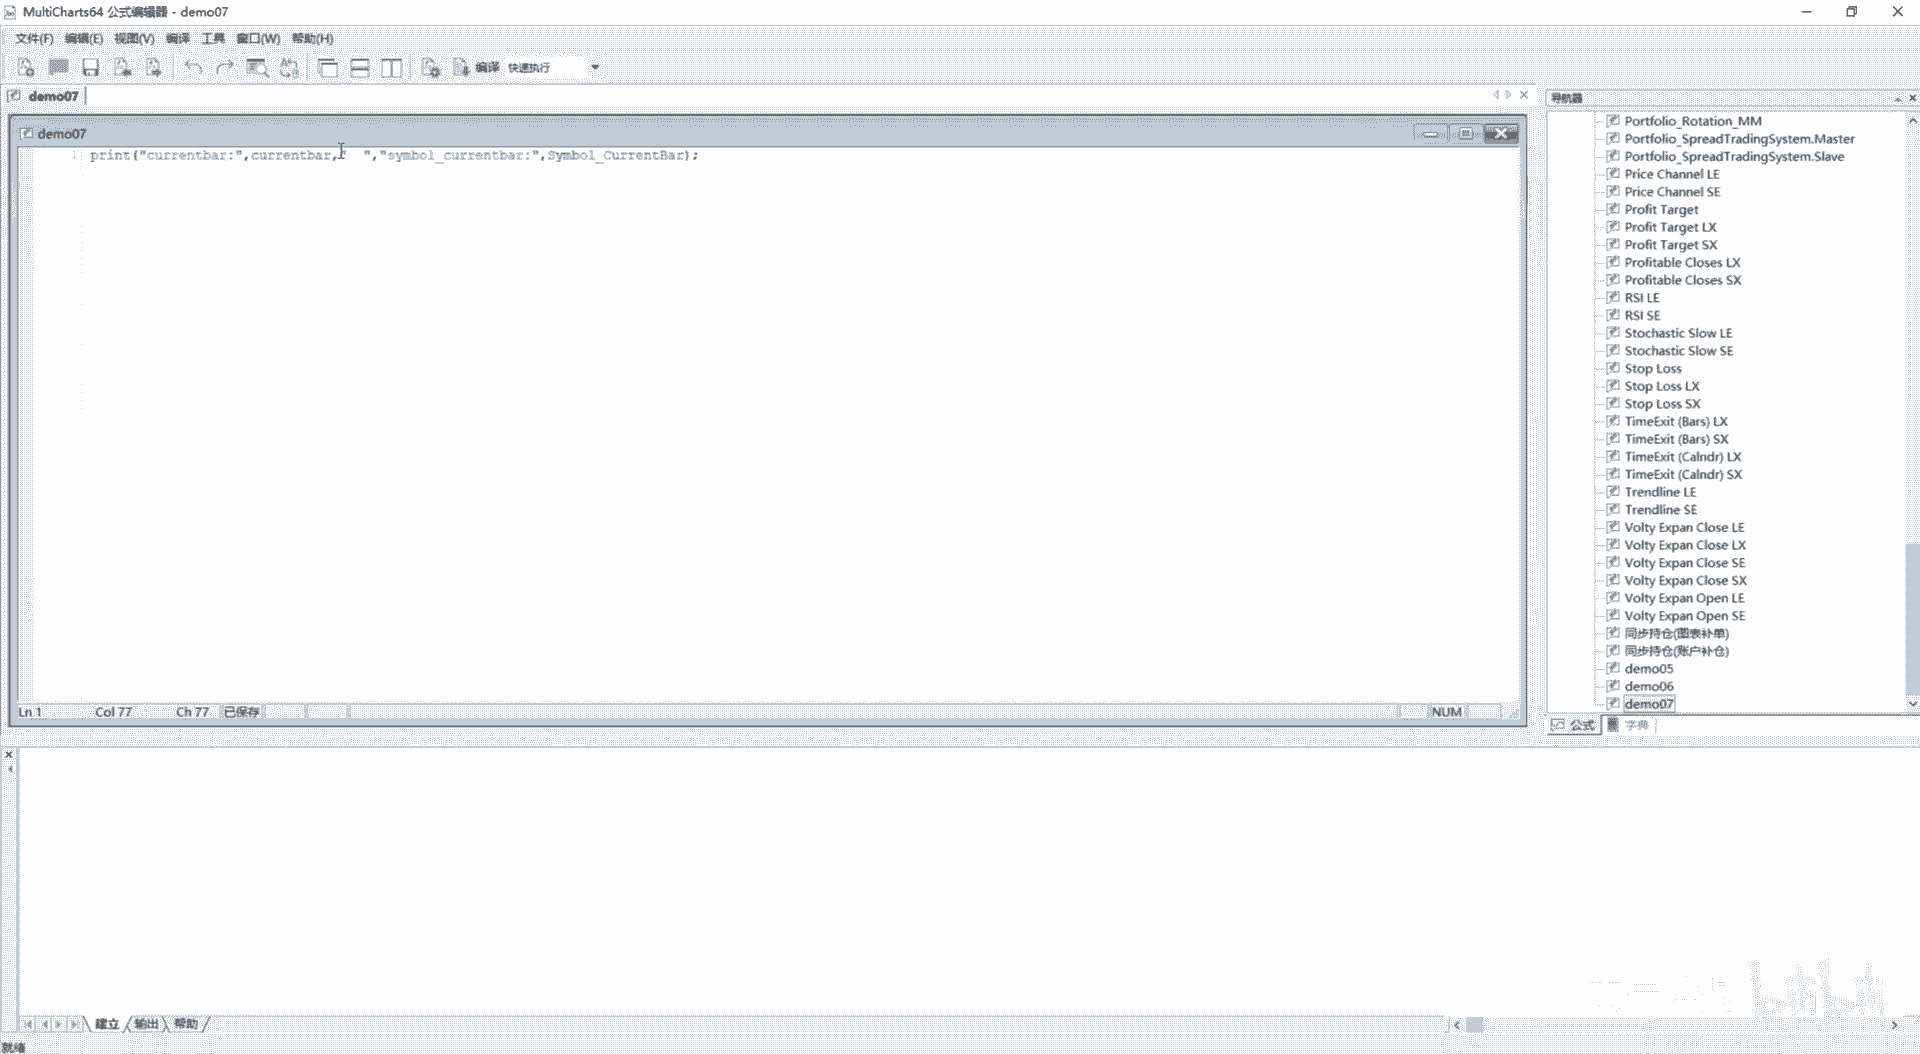 MultiCharts64 公式编辑器 - demo07
文件(F) 编辑(E) 视图(V) 编译 工具 窗口(W) 帮助(H)
编译 快速执行
demo07
导航器
demo07
1 print("currentbar:",currentbar,"  ","symbol_currentbar:",Symbol_CurrentBar);
Portfolio_Rotation_MM
Portfolio_SpreadTradingSystem.Master
Portfolio_SpreadTradingSystem.Slave
Price Channel LE
Price Channel SE
Profit Target
Profit Target LX
Profit Target SX
Profitable Closes LX
Profitable Closes SX
RSI LE
RSI SE
Stochastic Slow LE
Stochastic Slow SE
Stop Loss
Stop Loss LX
Stop Loss SX
TimeExit (Bars) LX
TimeExit (Bars) SX
TimeExit (Calndr) LX
TimeExit (Calndr) SX
Trendline LE
Trendline SE
Volty Expan Close LE
Volty Expan Close LX
Volty Expan Close SE
Volty Expan Close SX
Volty Expan Open LE
Volty Expan Open SE
同步持仓(图表补单)
同步持仓(账户补仓)
demo05
demo06
demo07
Ln 1 Col 77 Ch 77 已保存 NUM
公式 字典
建立 输出 帮助
就绪